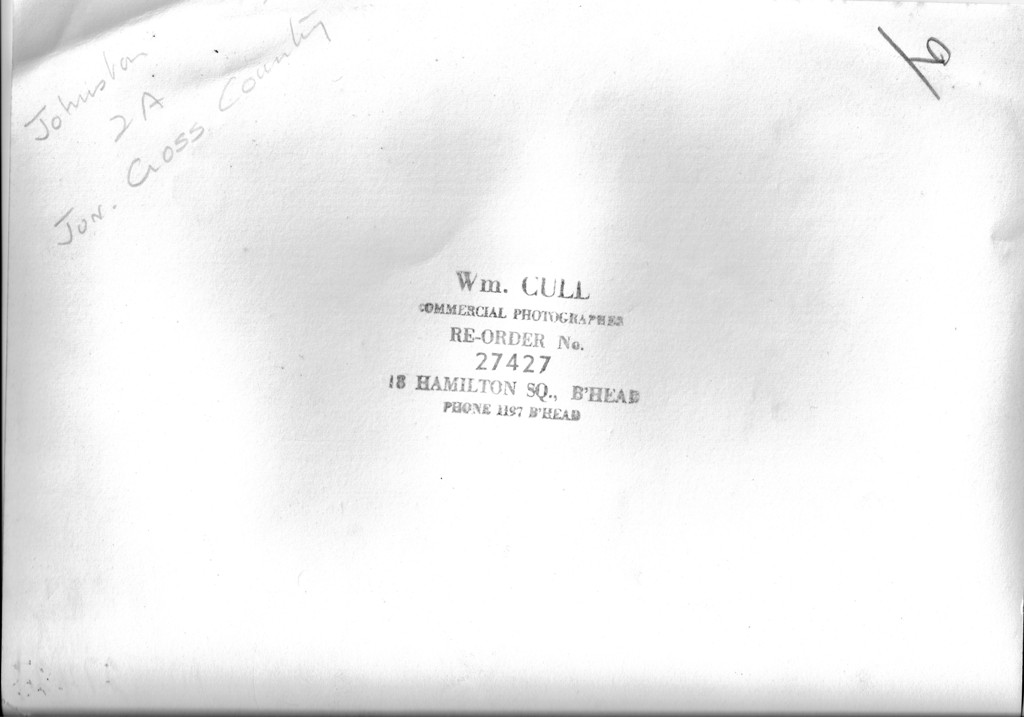 Johnston
2A
Jun. Cross Country
Wm. CULL
COMMERCIAL PHOTOGRAPHER
RE-ORDER No.
27427
18 HAMILTON SQ., B'HEAD
PHONE 1197 B'HEAD